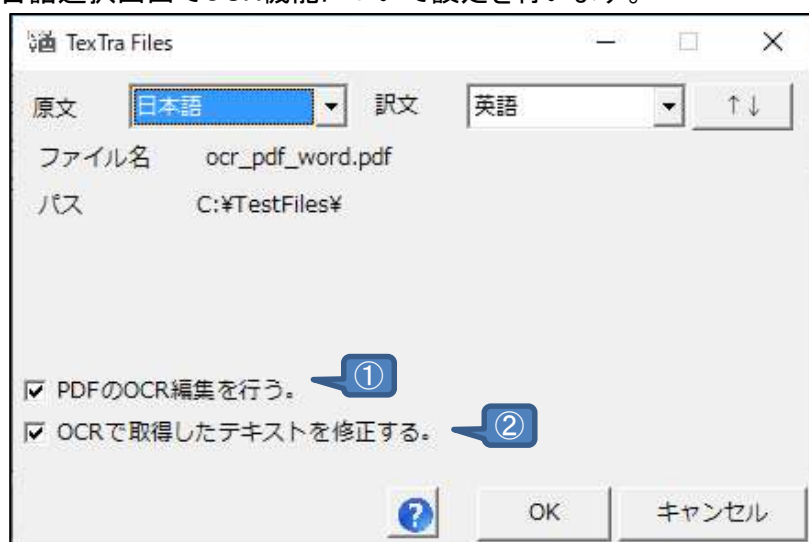 言語選択画面でOCR機能について設定を行います。
TexTra Files
原文 日本語 訳文 英語 ↑↓
ファイル名 ocr_pdf_word.pdf
パス C:¥TestFiles¥
PDFのOCR編集を行う。 ①
OCRで取得したテキストを修正する。 ②
? OK キャンセル